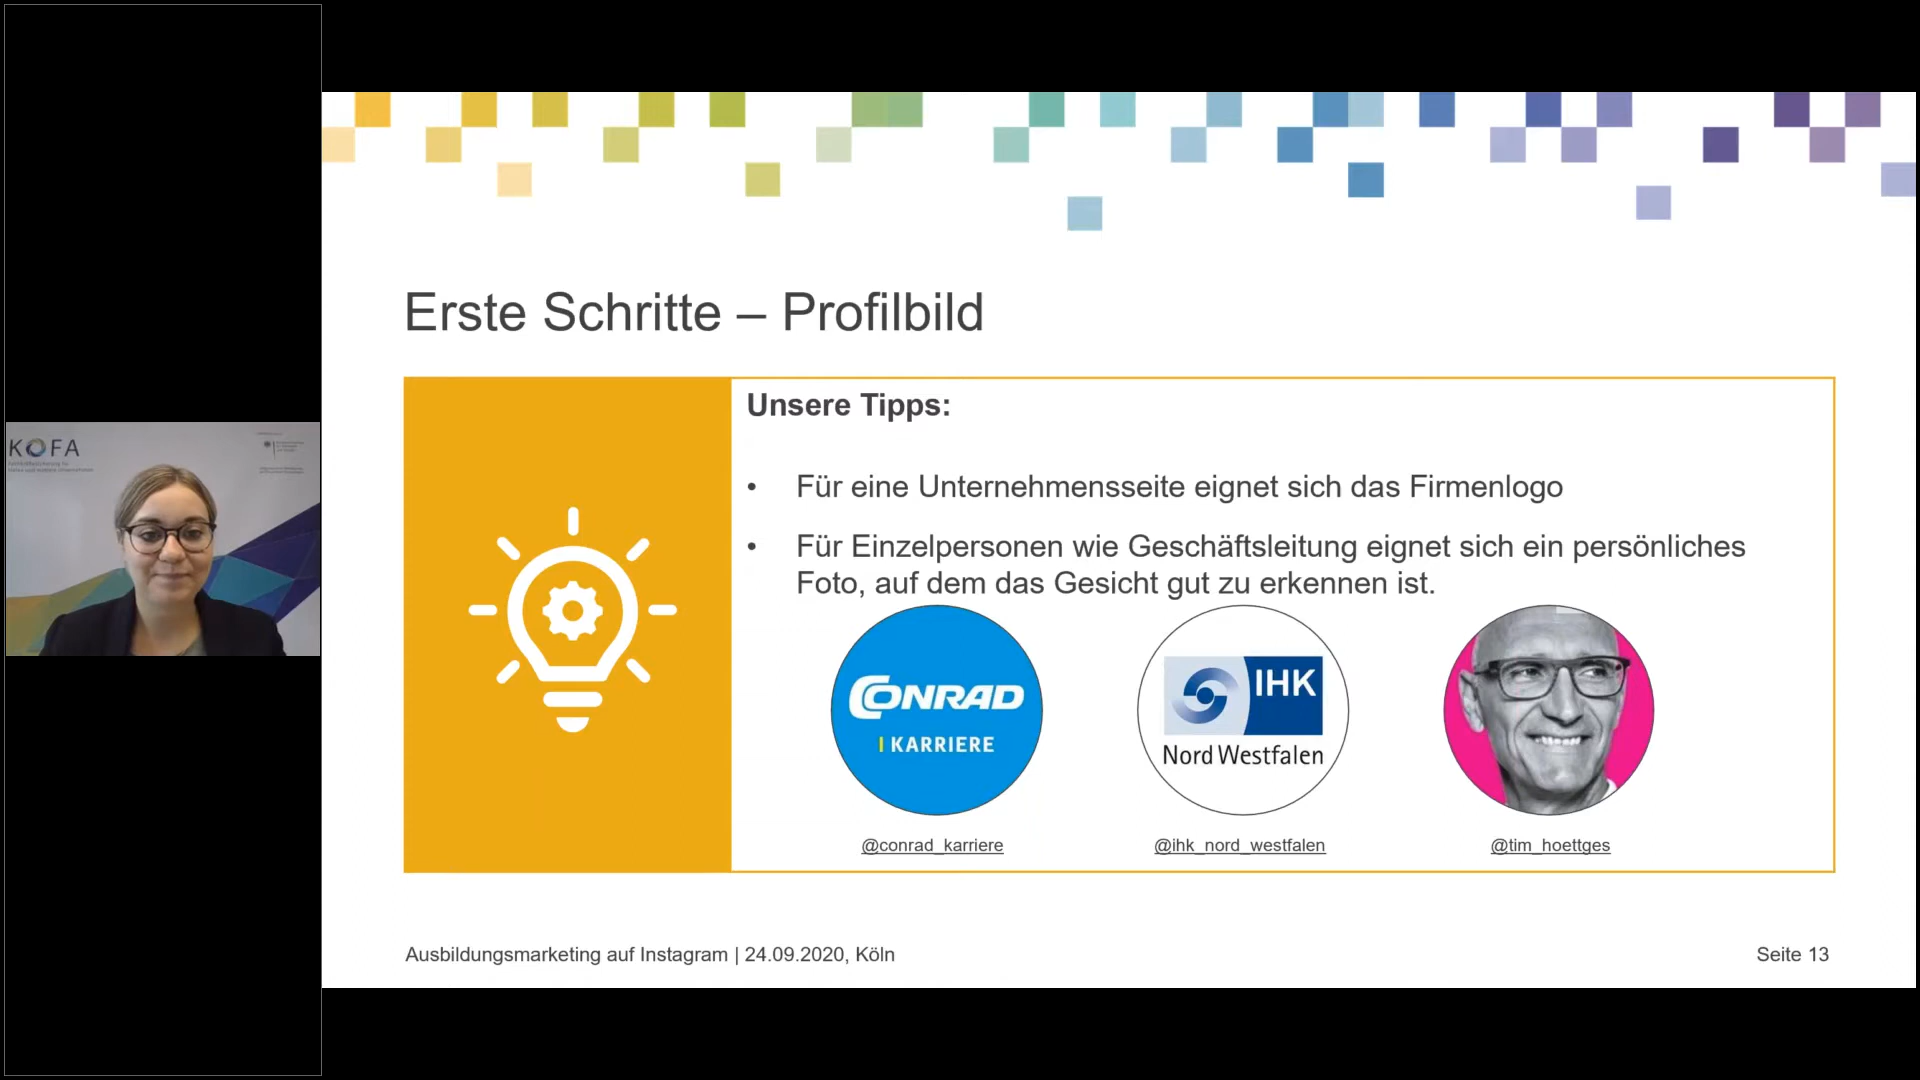 KOFA
Erste Schritte – Profilbild
Unsere Tipps:
• Für eine Unternehmensseite eignet sich das Firmenlogo
• Für Einzelpersonen wie Geschäftsleitung eignet sich ein persönliches
Foto, auf dem das Gesicht gut zu erkennen ist.
CONRAD
KARRIERE
IHK
Nord Westfalen
@conrad_karriere
@ihk_nord_westfalen
@tim_hoettges
Ausbildungsmarketing auf Instagram | 24.09.2020, Köln
Seite 13